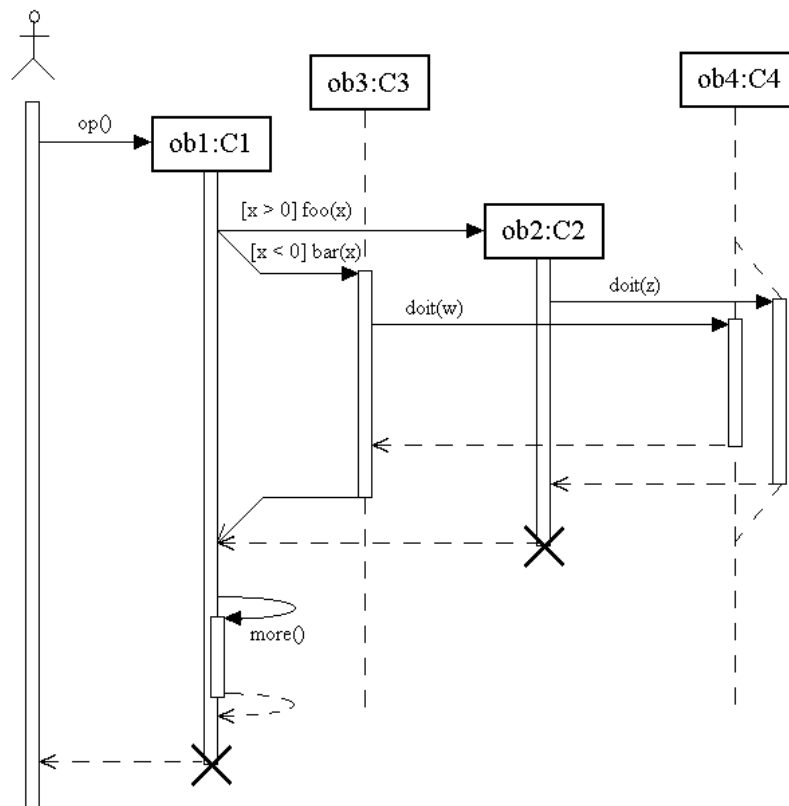 ob3:C3
ob4:C4
op()
ob1:C1
[x > 0] foo(x)
ob2:C2
[x < 0] bar(x)
doit(z)
doit(w)
more()